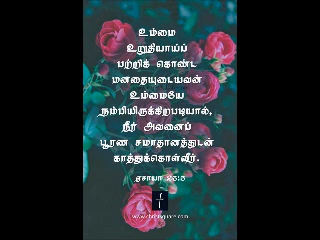 உம்மை
உறுதியாய்ப்
பற்றிக் கொண்ட
மனதையுடையவன்
உம்மையே
நம்பியிருக்கிறபடியால்,
நீர் அவனைப்
பூரண சமாதானத்துடன்
காத்துக்கொள்வீர்.
ஏசாயா 26:3